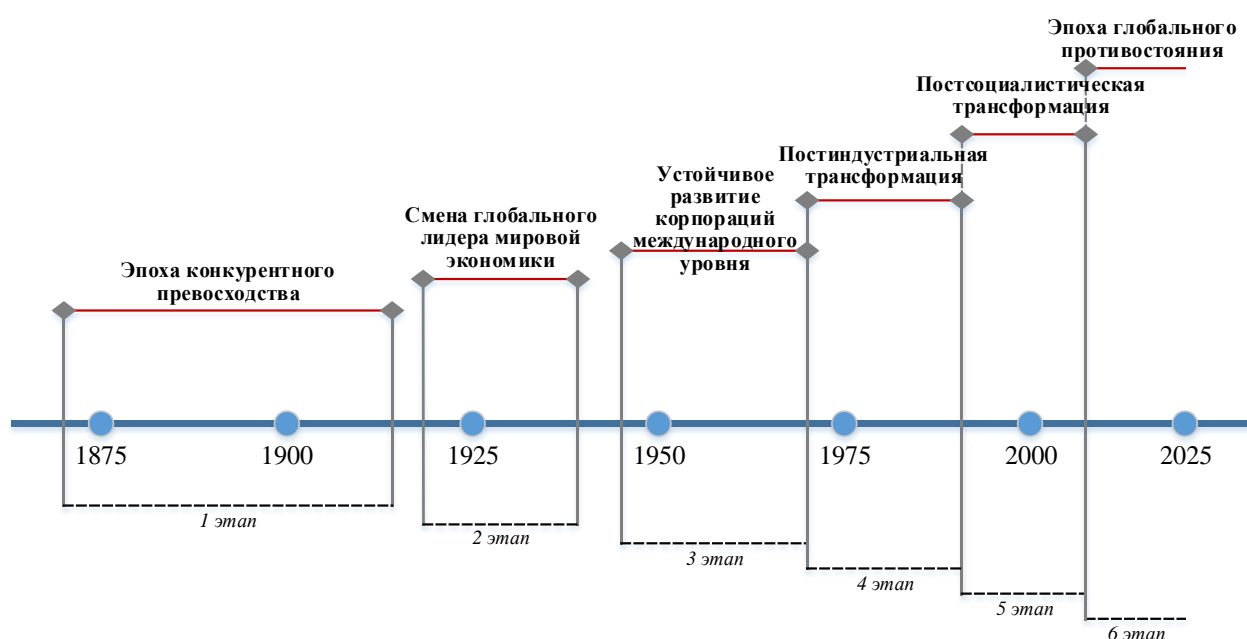 Эпоха глобального
противостояния
Постсоциалистическая
трансформация
Постиндустриальная
трансформация
Устойчивое
развитие
корпораций
международного
уровня
Смена глобального
лидера мировой
экономики
Эпоха конкурентного
превосходства
1875
1900
1925
1950
1975
2000
2025
1 этап
2 этап
3 этап
4 этап
5 этап
6 этап